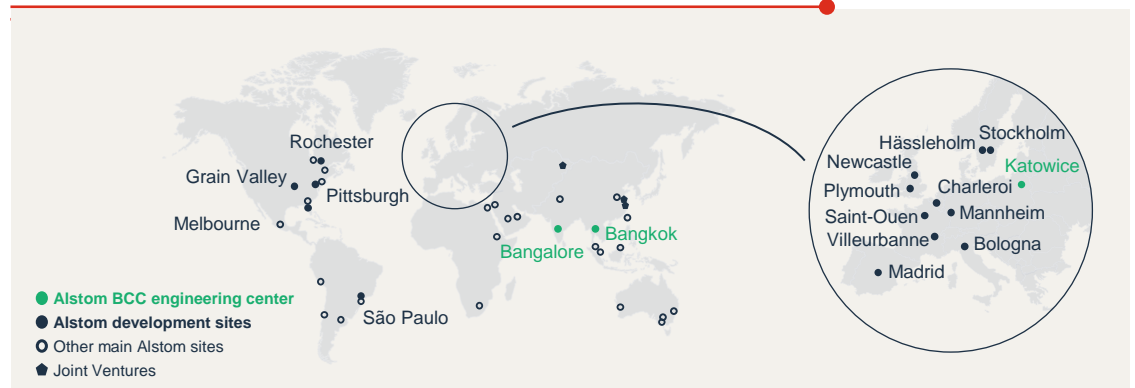 Rochester
Grain Valley
Pittsburgh
Melbourne
Bangkok
Bangalore
São Paulo
Hässleholm
Stockholm
Newcastle
Katowice
Plymouth
Charleroi
Saint-Ouen
Mannheim
Villeurbanne
Bologna
Madrid
Alstom BCC engineering center
Alstom development sites
Other main Alstom sites
Joint Ventures